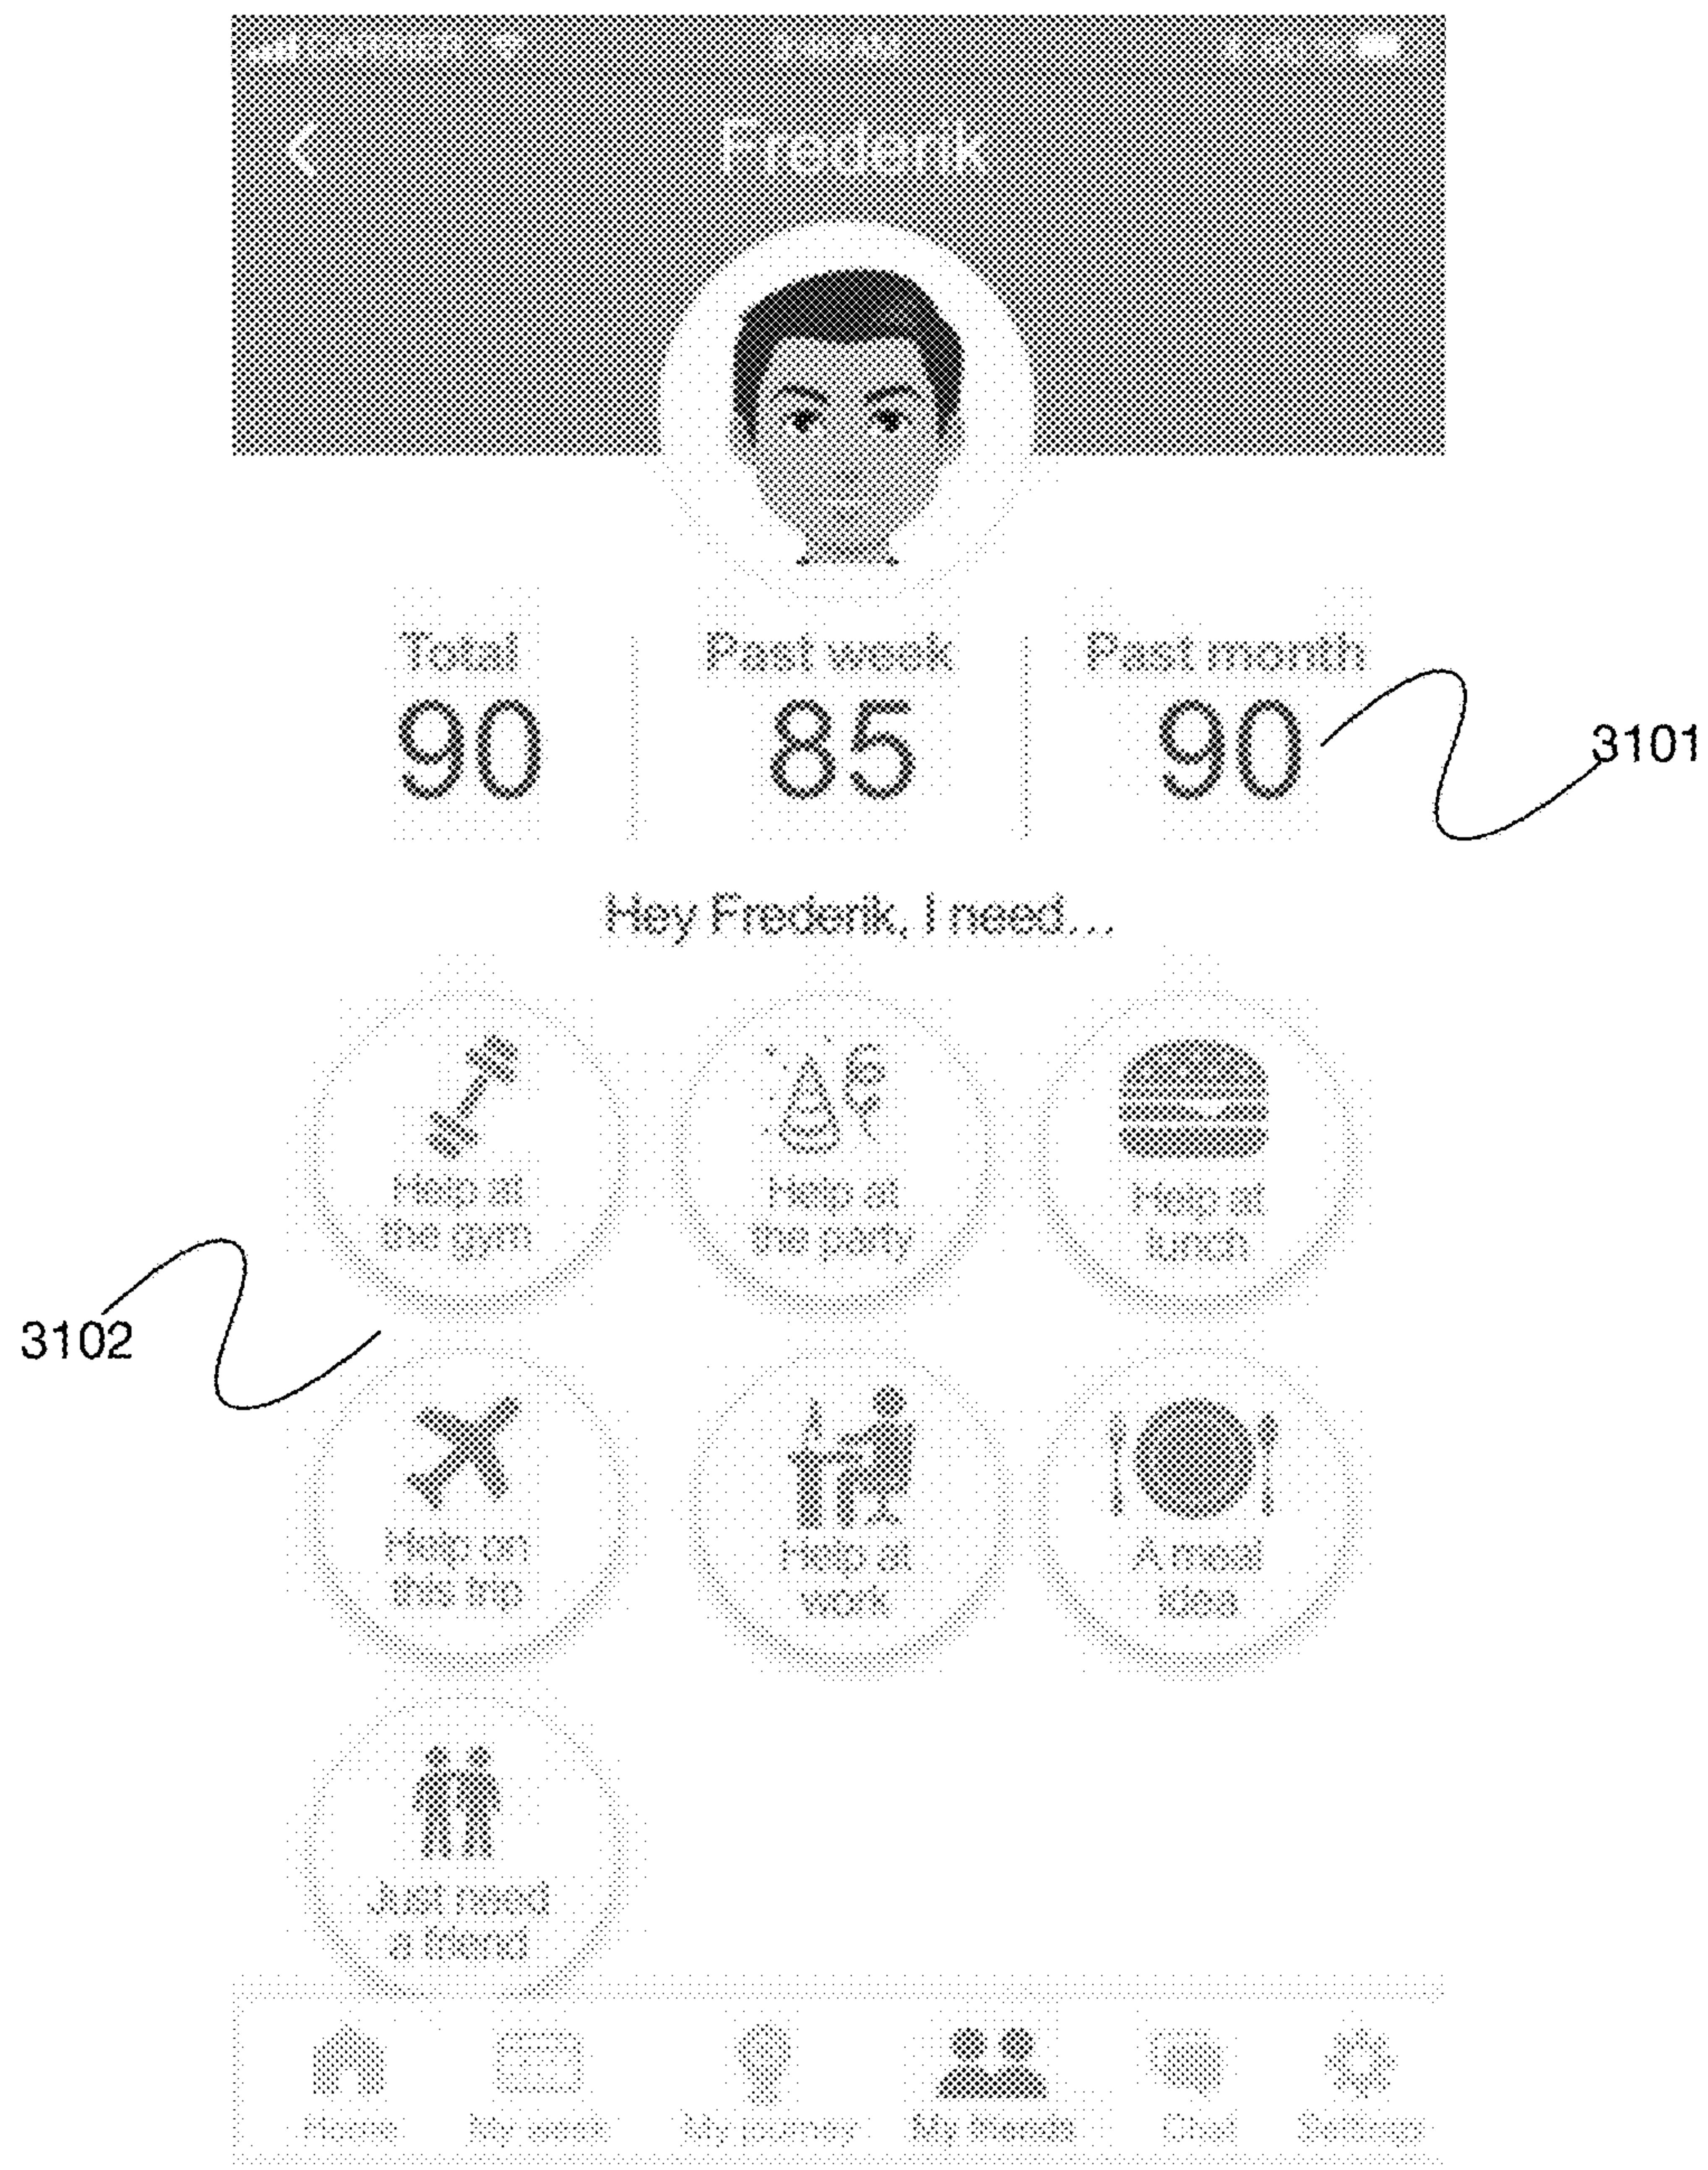 Frederik
Total
Past week
Past month
90
85
90
3101
Hey Frederik, I need...
Help at
the gym
Help at
the party
Help at
lunch
3102
Help on
this trip
Help at
work
A meal
idea
Just need
a friend
Home
My week
My journey
My friends
Chat
Settings